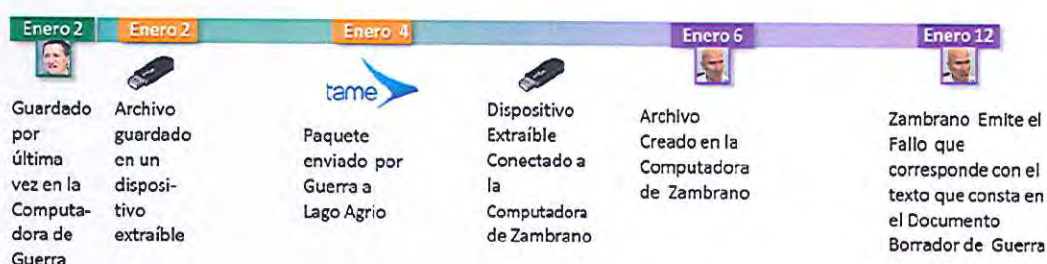 Enero 2
Guardado
por
última
vez en la
Computa-
dora de
Guerra
Enero 2
Archivo
guardado
en un
disposi-
tivo
extraíble
Enero 4
tame
Paquete
enviado por
Guerra a
Lago Agrio
Dispositivo
Extraíble
Conectado a
la
Computadora
de Zambrano
Enero 6
Archivo
Creado en la
Computadora
de Zambrano
Enero 12
Zambrano Emite el
Fallo que
corresponde con el
texto que consta en
el Documento
Borrador de Guerra